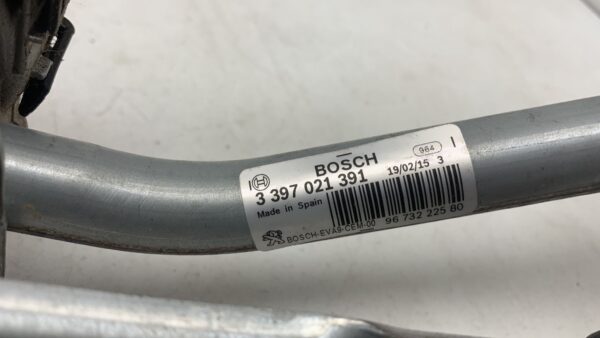 BOSCH 984
3 397 021 391 19/02/15 3
Made in Spain
96 732 225 80
BOSCH-EVA9-CEM-00